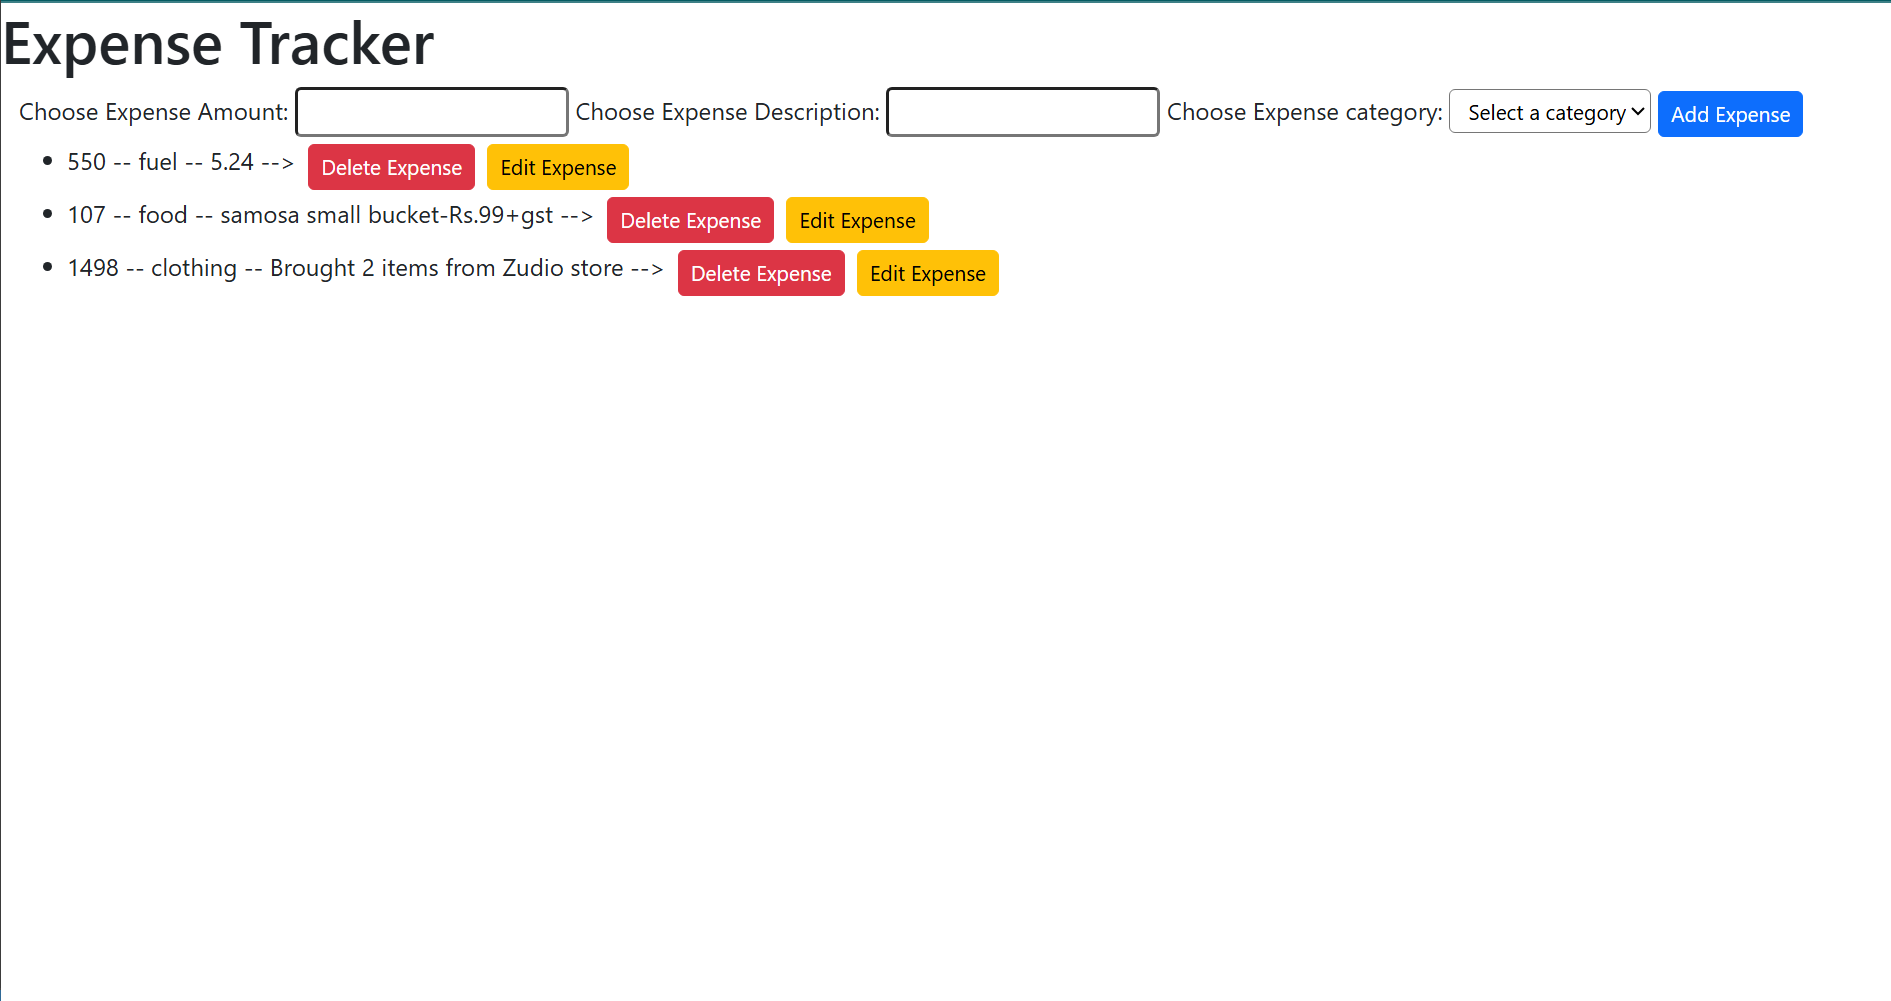 Expense Tracker
Choose Expense Amount: Choose Expense Description: Choose Expense category: Select a category Add Expense
550 -- fuel -- 5.24 --> Delete Expense Edit Expense
107 -- food -- samosa small bucket-Rs.99+gst --> Delete Expense Edit Expense
1498 -- clothing -- Brought 2 items from Zudio store --> Delete Expense Edit Expense